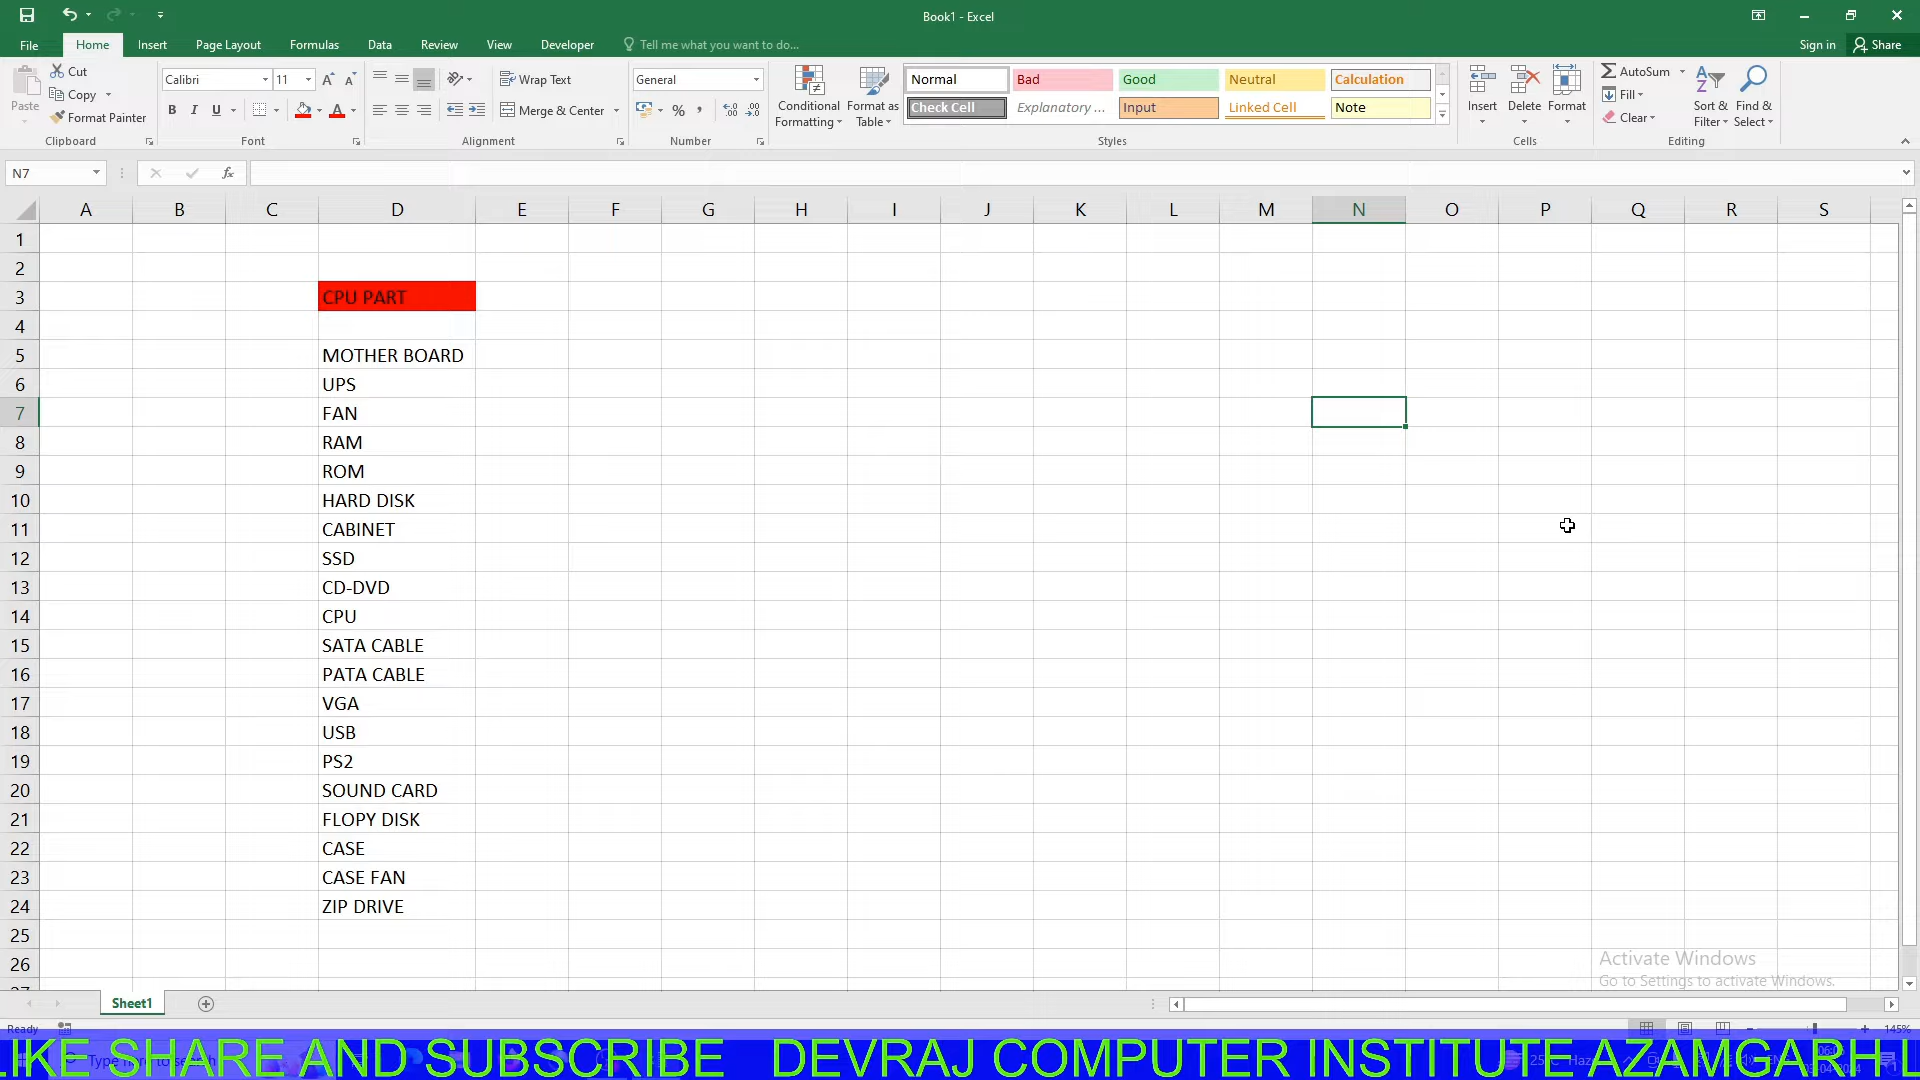 Book1 - Excel
File Home Insert Page Layout Formulas Data Review View Developer Tell me what you want to do... Sign in Share
Paste Cut Copy Format Painter
Calibri 11
B I U
Wrap Text
Merge & Center
General
%
Conditional Formatting
Format as Table
Normal Bad Good Neutral Calculation
Check Cell Explanatory ... Input Linked Cell Note
Insert Delete Format
AutoSum
Fill
Clear
Sort & Filter
Find & Select
Clipboard Font Alignment Number Styles Cells Editing
N7 fx
A B C D E F G H I J K L M N O P Q R S
1
2
3 CPU PART
4
5 MOTHER BOARD
6 UPS
7 FAN
8 RAM
9 ROM
10 HARD DISK
11 CABINET
12 SSD
13 CD-DVD
14 CPU
15 SATA CABLE
16 PATA CABLE
17 VGA
18 USB
19 PS2
20 SOUND CARD
21 FLOPY DISK
22 CASE
23 CASE FAN
24 ZIP DRIVE
25
26
Activate Windows
Go to Settings to activate Windows.
Sheet1
Ready 145%
IKE SHARE AND SUBSCRIBE DEVRAJ COMPUTER INSTITUTE AZAMGARH L
Type here to search